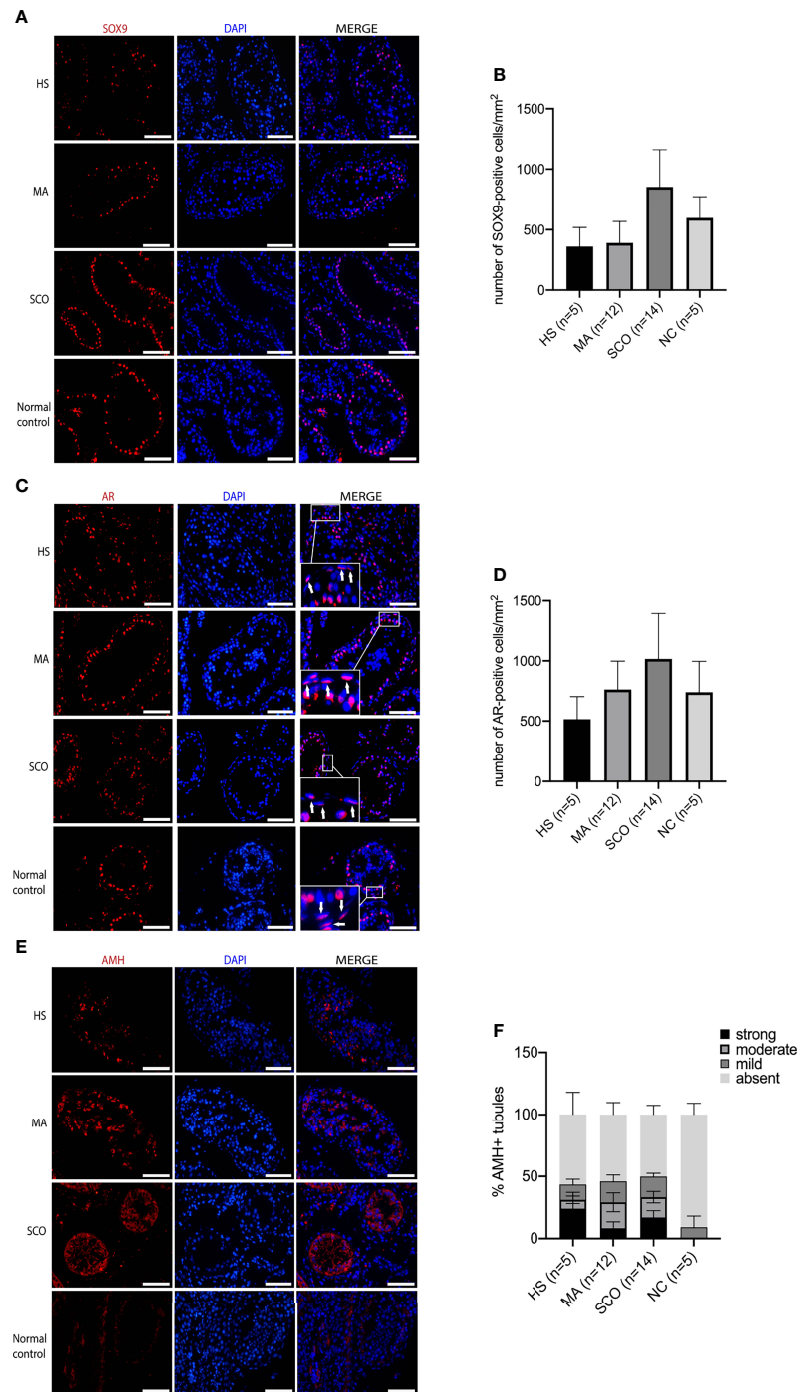 A
SOX9 DAPI MERGE
HS
MA
SCO
Normal
control
B
number of SOX9-positive cells/mm²
1500
1000
500
0
HS (n=5) MA (n=12) SCO (n=14) NC (n=5)
C
AR DAPI MERGE
HS
MA
SCO
Normal
control
D
number of AR-positive cells/mm²
1500
1000
500
0
HS (n=5) MA (n=12) SCO (n=14) NC (n=5)
E
AMH DAPI MERGE
HS
MA
SCO
Normal
control
F
strong
moderate
mild
absent
% AMH+ tubules
150
100
50
0
HS (n=5) MA (n=12) SCO (n=14) NC (n=5)